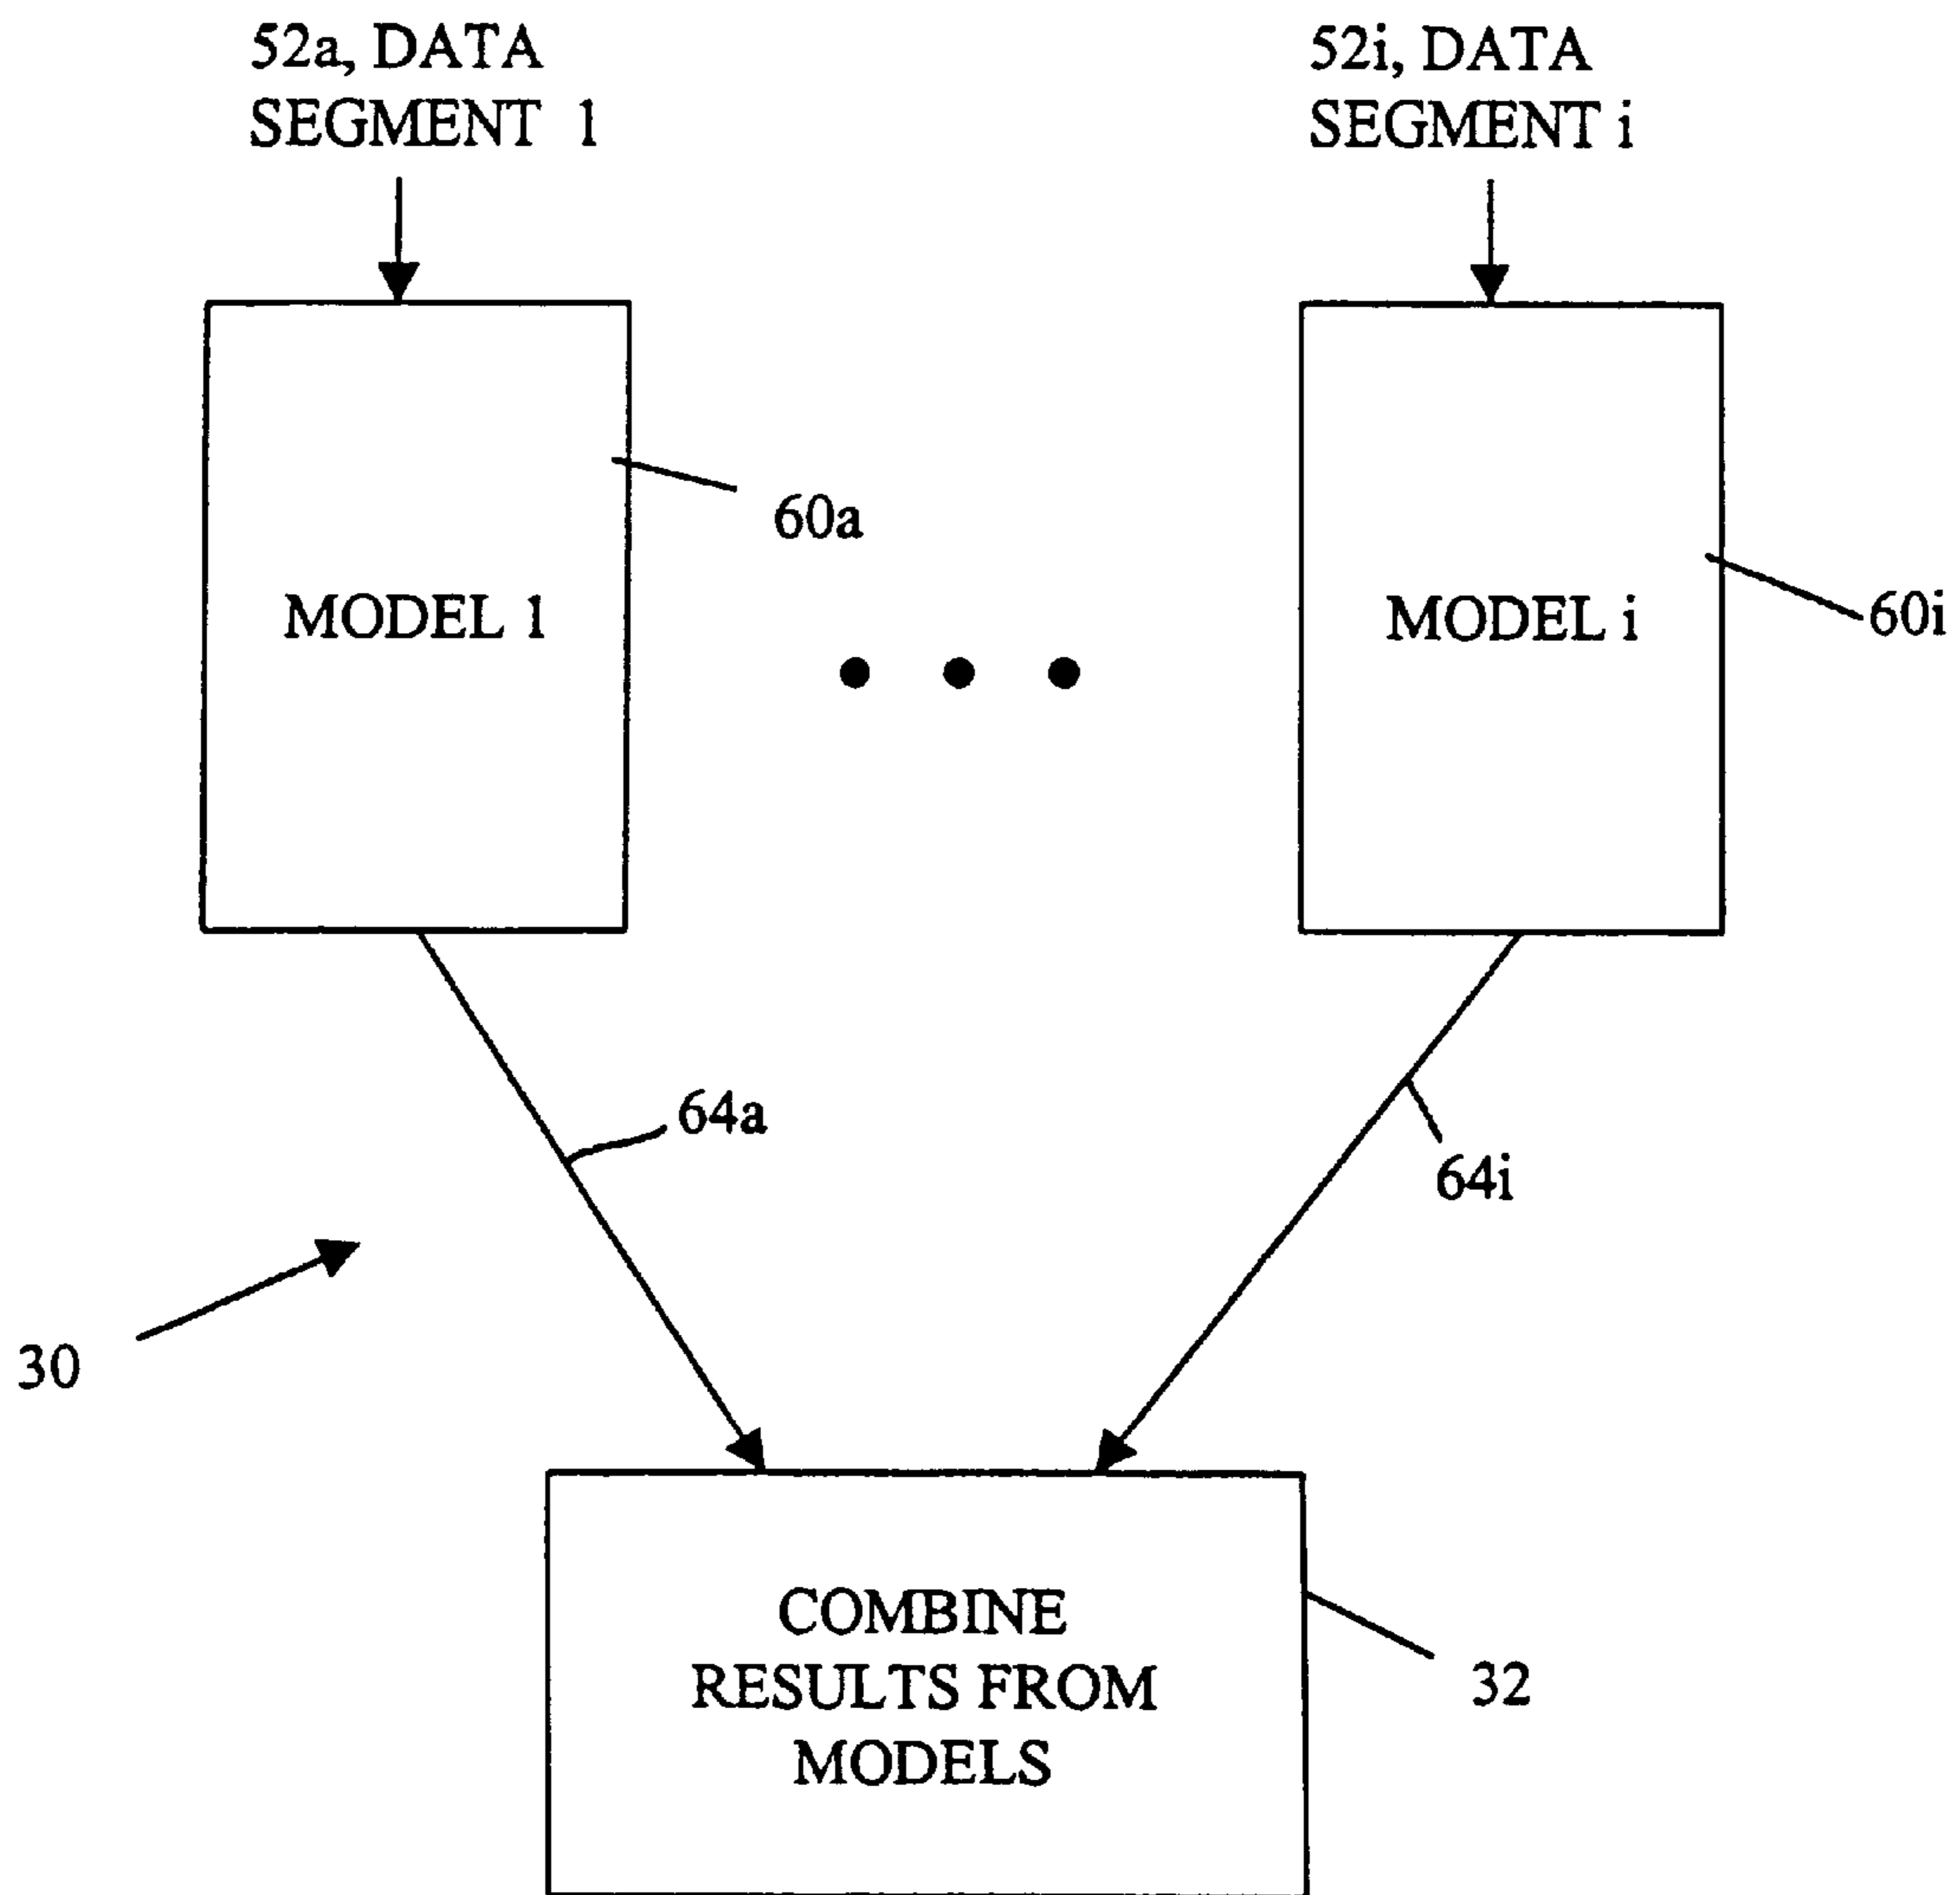 52a, DATA
SEGMENT 1
52i, DATA
SEGMENT i
60a
MODEL 1
MODEL i
60i
64a
64i
30
COMBINE
RESULTS FROM
MODELS
32